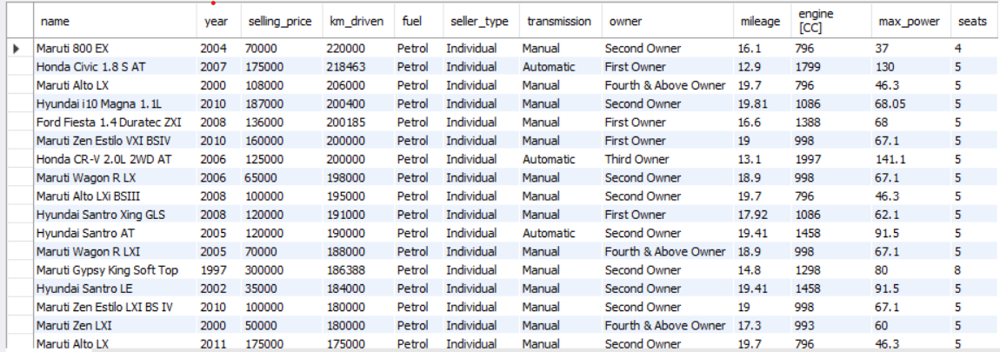 name year selling_price km_driven fuel seller_type transmission owner mileage engine [CC] max_power seats
Maruti 800 EX 2004 70000 220000 Petrol Individual Manual Second Owner 16.1 796 37 4
Honda Civic 1.8 S AT 2007 175000 218463 Petrol Individual Automatic First Owner 12.9 1799 130 5
Maruti Alto LX 2000 108000 206000 Petrol Individual Manual Fourth & Above Owner 19.7 796 46.3 5
Hyundai i10 Magna 1.1L 2010 187000 200400 Petrol Individual Manual Second Owner 19.81 1086 68.05 5
Ford Fiesta 1.4 Duratec ZXI 2008 136000 200185 Petrol Individual Manual First Owner 16.6 1388 68 5
Maruti Zen Estilo VXI BSIV 2010 160000 200000 Petrol Individual Manual First Owner 19 998 67.1 5
Honda CR-V 2.0L 2WD AT 2006 125000 200000 Petrol Individual Automatic Third Owner 13.1 1997 141.1 5
Maruti Wagon R LX 2006 65000 198000 Petrol Individual Manual Second Owner 18.9 998 67.1 5
Maruti Alto LXi BSIII 2008 100000 195000 Petrol Individual Manual Second Owner 19.7 796 46.3 5
Hyundai Santro Xing GLS 2008 120000 191000 Petrol Individual Manual First Owner 17.92 1086 62.1 5
Hyundai Santro AT 2005 120000 190000 Petrol Individual Automatic Second Owner 19.41 1458 91.5 5
Maruti Wagon R LXI 2005 70000 188000 Petrol Individual Manual Fourth & Above Owner 18.9 998 67.1 5
Maruti Gypsy King Soft Top 1997 300000 186388 Petrol Individual Manual Second Owner 14.8 1298 80 8
Hyundai Santro LE 2002 35000 184000 Petrol Individual Manual Second Owner 19.41 1458 91.5 5
Maruti Zen Estilo LXI BS IV 2010 100000 180000 Petrol Individual Manual Second Owner 19 998 67.1 5
Maruti Zen LXI 2000 50000 180000 Petrol Individual Manual Fourth & Above Owner 17.3 993 60 5
Maruti Alto LX 2011 175000 175000 Petrol Individual Manual Second Owner 19.7 796 46.3 5